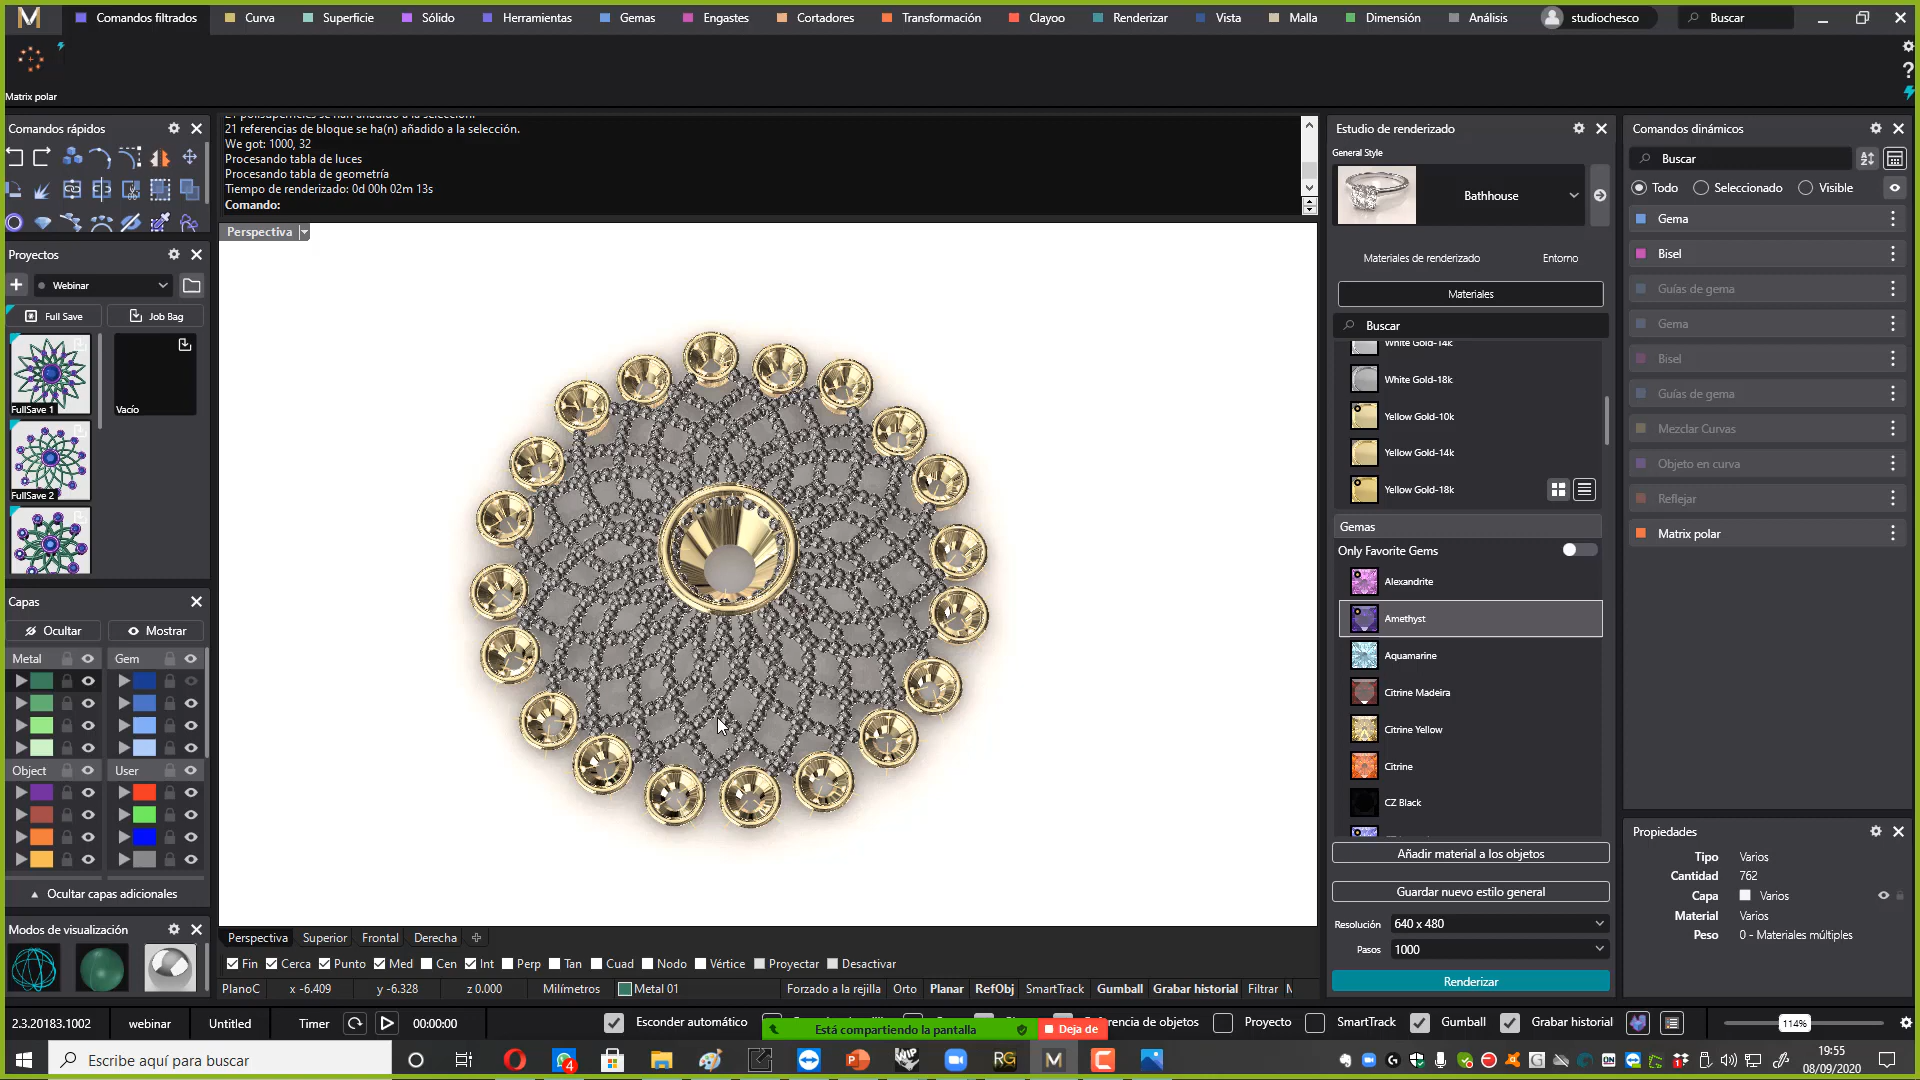 Comandos filtrados
Curva
Superficie
Sólido
Herramientas
Gemas
Engastes
Cortadores
Transformación
Clayoo
Renderizar
Vista
Malla
Dimensión
Análisis
studiochesco
Buscar
Matrix polar
Comandos rápidos
21 referencias de bloque se ha(n) añadido a la selección.
We got: 1000, 32
Procesando tabla de luces
Procesando tabla de geometría
Tiempo de renderizado: 0d 00h 02m 13s
Comando:
Perspectiva
Proyectos
Webinar
Full Save
Job Bag
FullSave 1
Vacío
FullSave 2
Capas
Ocultar
Mostrar
Metal
Gem
Object
User
Ocultar capas adicionales
Modos de visualización
Estudio de renderizado
General Style
Bathhouse
Materiales de renderizado
Entorno
Materiales
Buscar
White Gold-14k
White Gold-18k
Yellow Gold-10k
Yellow Gold-14k
Yellow Gold-18k
Gemas
Only Favorite Gems
Alexandrite
Amethyst
Aquamarine
Citrine Madeira
Citrine Yellow
Citrine
CZ Black
Añadir material a los objetos
Guardar nuevo estilo general
Resolución 640 x 480
Pasos 1000
Renderizar
Comandos dinámicos
Buscar
Todo Seleccionado Visible
Gema
Bisel
Guías de gema
Gema
Bisel
Guías de gema
Mezclar Curvas
Objeto en curva
Reflejar
Matrix polar
Propiedades
Tipo Varios
Cantidad 762
Capa Varios
Material Varios
Peso 0 - Materiales múltiples
Perspectiva Superior Frontal Derecha
Fin Cerca Punto Med Cen Int Perp Tan Cuad Nodo Vértice Proyectar Desactivar
PlanoC x -6.409 y -6.328 z 0.000 Milímetros Metal 01 Forzado a la rejilla Orto Planar RefObj SmartTrack Gumball Grabar historial Filtrar
2.3.20183.1002 webinar Untitled Timer 00:00:00 Esconder automático
Está compartiendo la pantalla
Deja de
de objetos Proyecto SmartTrack Gumball Grabar historial 114%
Escribe aquí para buscar
4
RG
M
19:55
08/09/2020